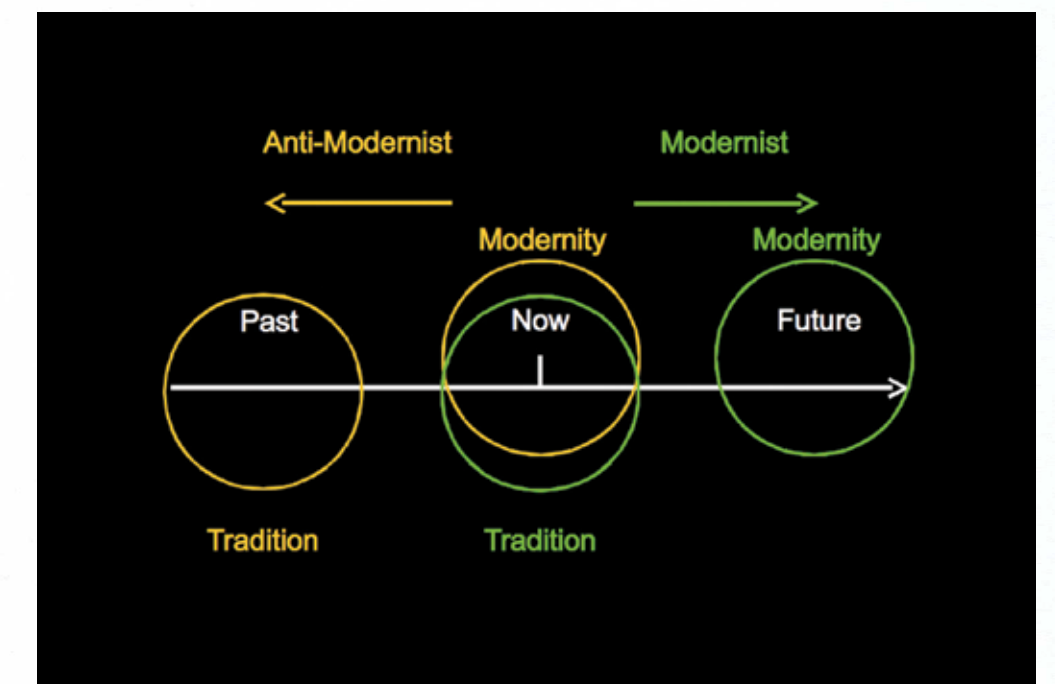 Anti-Modernist
Modernist
Modernity
Modernity
Past
Now
Future
Tradition
Tradition